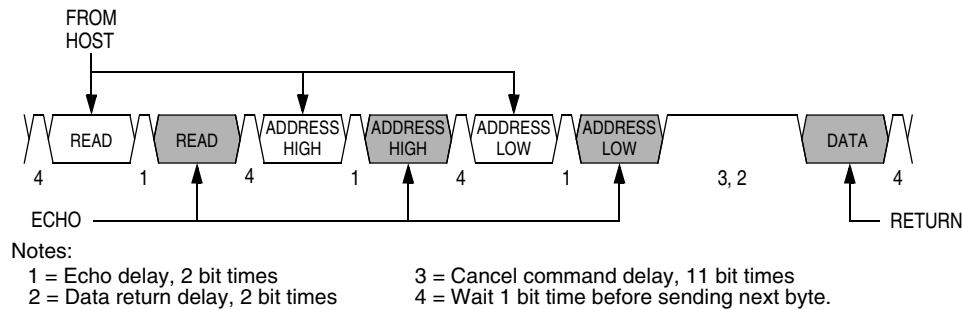 FROM
HOST
READ READ ADDRESS HIGH ADDRESS HIGH ADDRESS LOW ADDRESS LOW DATA
4 1 4 1 4 1 3, 2 4
ECHO RETURN
Notes:
1 = Echo delay, 2 bit times 3 = Cancel command delay, 11 bit times
2 = Data return delay, 2 bit times 4 = Wait 1 bit time before sending next byte.